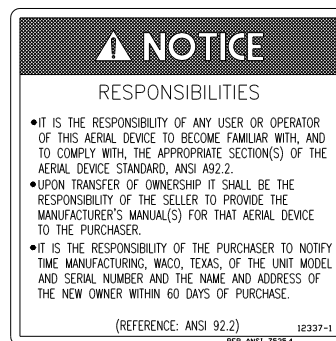 NOTICE
RESPONSIBILITIES
•IT IS THE RESPONSIBILITY OF ANY USER OR OPERATOR
OF THIS AERIAL DEVICE TO BECOME FAMILIAR WITH, AND
TO COMPLY WITH, THE APPROPRIATE SECTION(S) OF THE
AERIAL DEVICE STANDARD, ANSI A92.2.
•UPON TRANSFER OF OWNERSHIP IT SHALL BE THE
RESPONSIBILITY OF THE SELLER TO PROVIDE THE
MANUFACTURER'S MANUAL(S) FOR THAT AERIAL DEVICE
TO THE PURCHASER.
•IT IS THE RESPONSIBILITY OF THE PURCHASER TO NOTIFY
TIME MANUFACTURING, WACO, TEXAS, OF THE UNIT MODEL
AND SERIAL NUMBER AND THE NAME AND ADDRESS OF
THE NEW OWNER WITHIN 60 DAYS OF PURCHASE.
(REFERENCE: ANSI 92.2) 12337-1